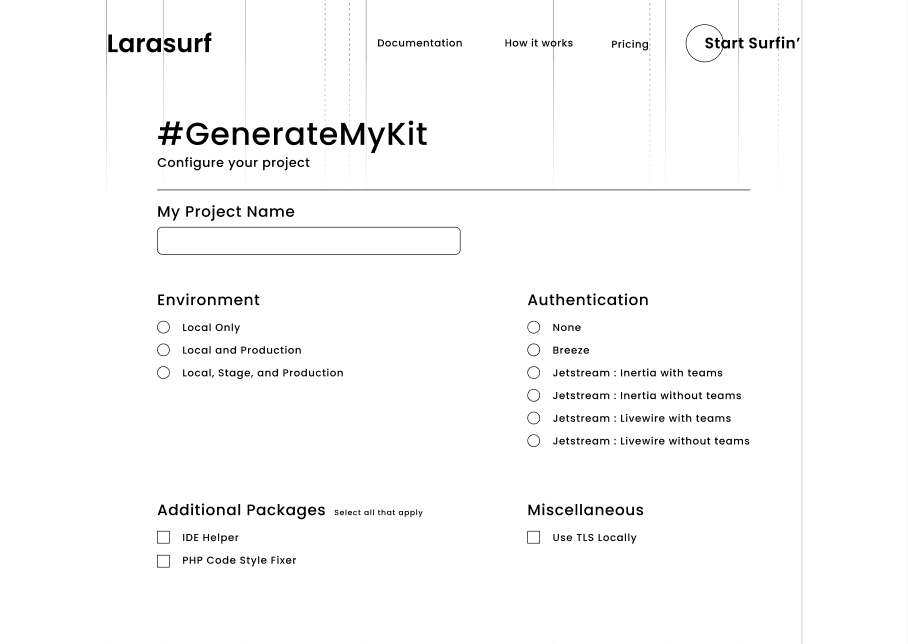 Larasurf
Documentation
How it works
Pricing
Start Surfin’
#GenerateMyKit
Configure your project
My Project Name
Environment
Local Only
Local and Production
Local, Stage, and Production
Authentication
None
Breeze
Jetstream : Inertia with teams
Jetstream : Inertia without teams
Jetstream : Livewire with teams
Jetstream : Livewire without teams
Additional Packages Select all that apply
IDE Helper
PHP Code Style Fixer
Miscellaneous
Use TLS Locally